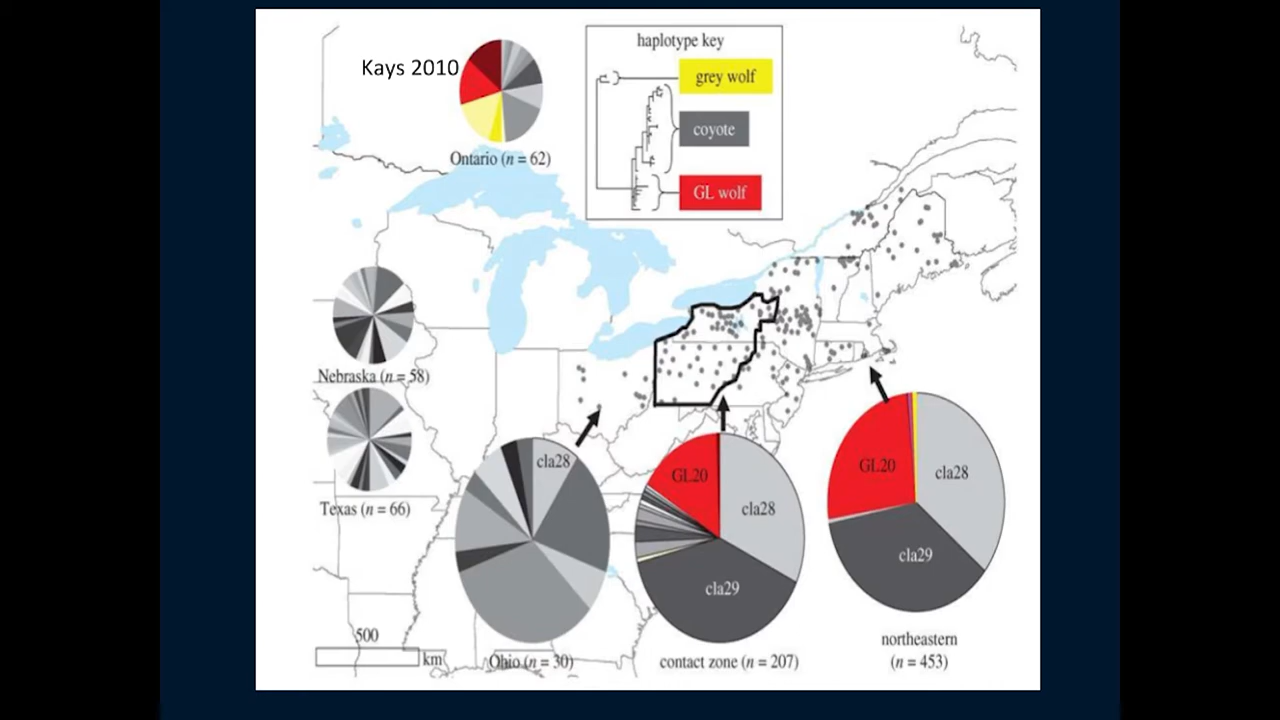 Kays 2010
haplotype key
grey wolf
coyote
GL wolf
Ontario (n = 62)
Nebraska (n = 58)
Texas (n = 66)
cla28
GL20
cla28
cla29
GL20
cla28
cla29
500
km
Ohio (n = 30)
contact zone (n = 207)
northeastern
(n = 453)